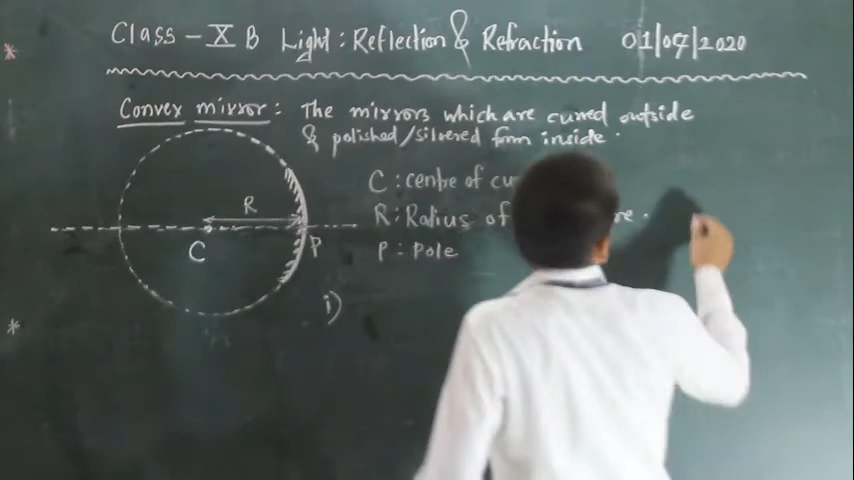 Class - X B Light : Reflection & Refraction 01/07/2020
Convex mirror : The mirrors which are curved outside
& polished/silvered from inside.
C : centre of
R : Radius of
P : Pole
R
C
P
i)